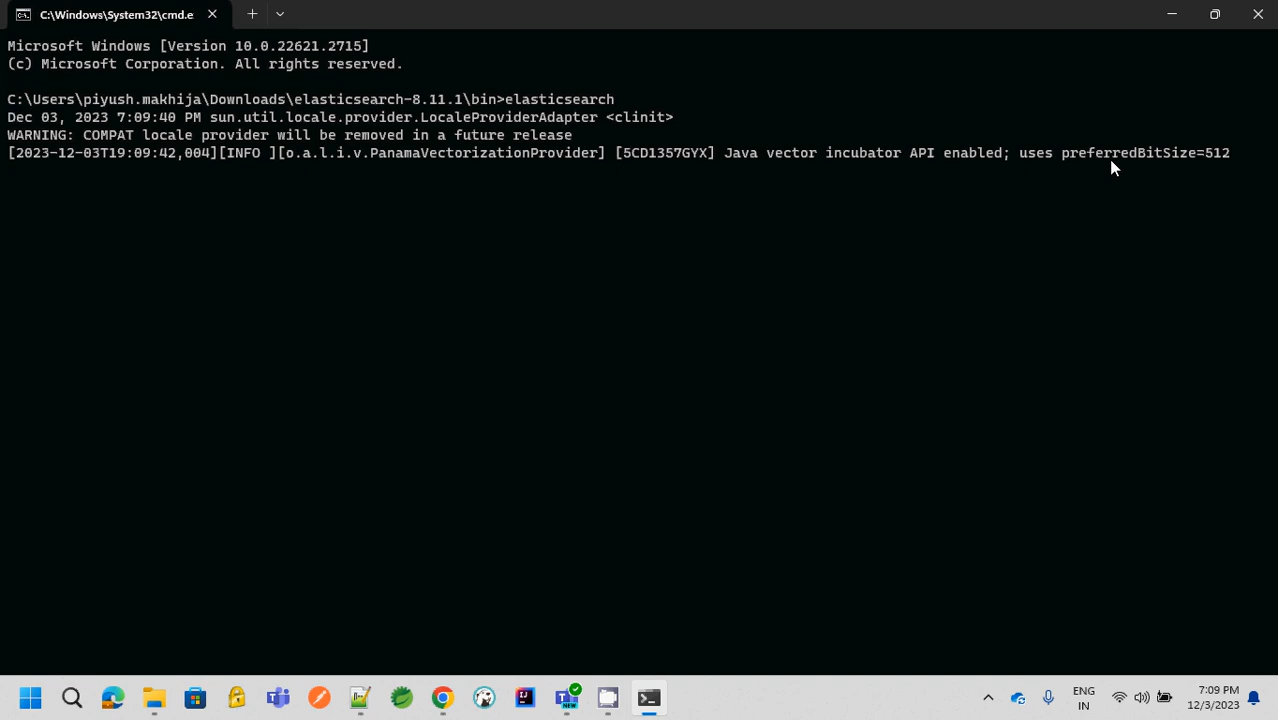 C:\Windows\System32\cmd.e
Microsoft Windows [Version 10.0.22621.2715]
(c) Microsoft Corporation. All rights reserved.
C:\Users\piyush.makhija\Downloads\elasticsearch-8.11.1\bin>elasticsearch
Dec 03, 2023 7:09:40 PM sun.util.locale.provider.LocaleProviderAdapter <clinit>
WARNING: COMPAT locale provider will be removed in a future release
[2023-12-03T19:09:42,004][INFO ][o.a.l.i.v.PanamaVectorizationProvider] [5CD1357GYX] Java vector incubator API enabled; uses preferredBitSize=512
ENG
IN
7:09 PM
12/3/2023